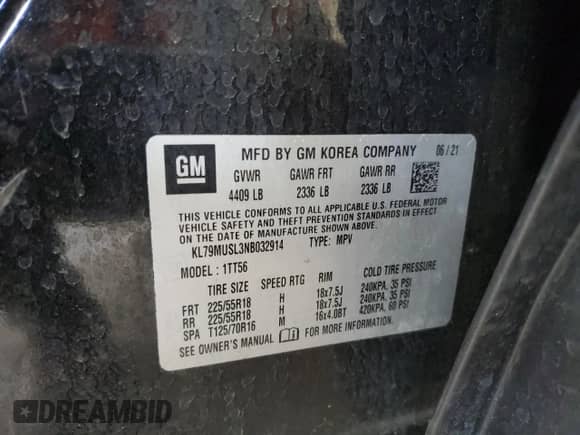 GM
MFD BY GM KOREA COMPANY 06 / 21
GVWR GAWR FRT GAWR RR
4409 LB 2336 LB 2336 LB
THIS VEHICLE CONFORMS TO ALL APPLICABLE U.S. FEDERAL MOTOR
VEHICLE SAFETY AND THEFT PREVENTION STANDARDS IN EFFECT
ON THE DATE OF MANUFACTURE SHOWN ABOVE.
KL79MUSL3NB032914 TYPE: MPV
MODEL: 1TT56
TIRE SIZE SPEED RTG RIM COLD TIRE PRESSURE
FRT 225/55R18 H 18x7.5J 240KPA, 35 PSI
RR 225/55R18 H 18x7.5J 240KPA, 35 PSI
SPA T125/70R16 M 16x4.0BT 420KPA, 60 PSI
SEE OWNER'S MANUAL i FOR MORE INFORMATION.
DREAMBID